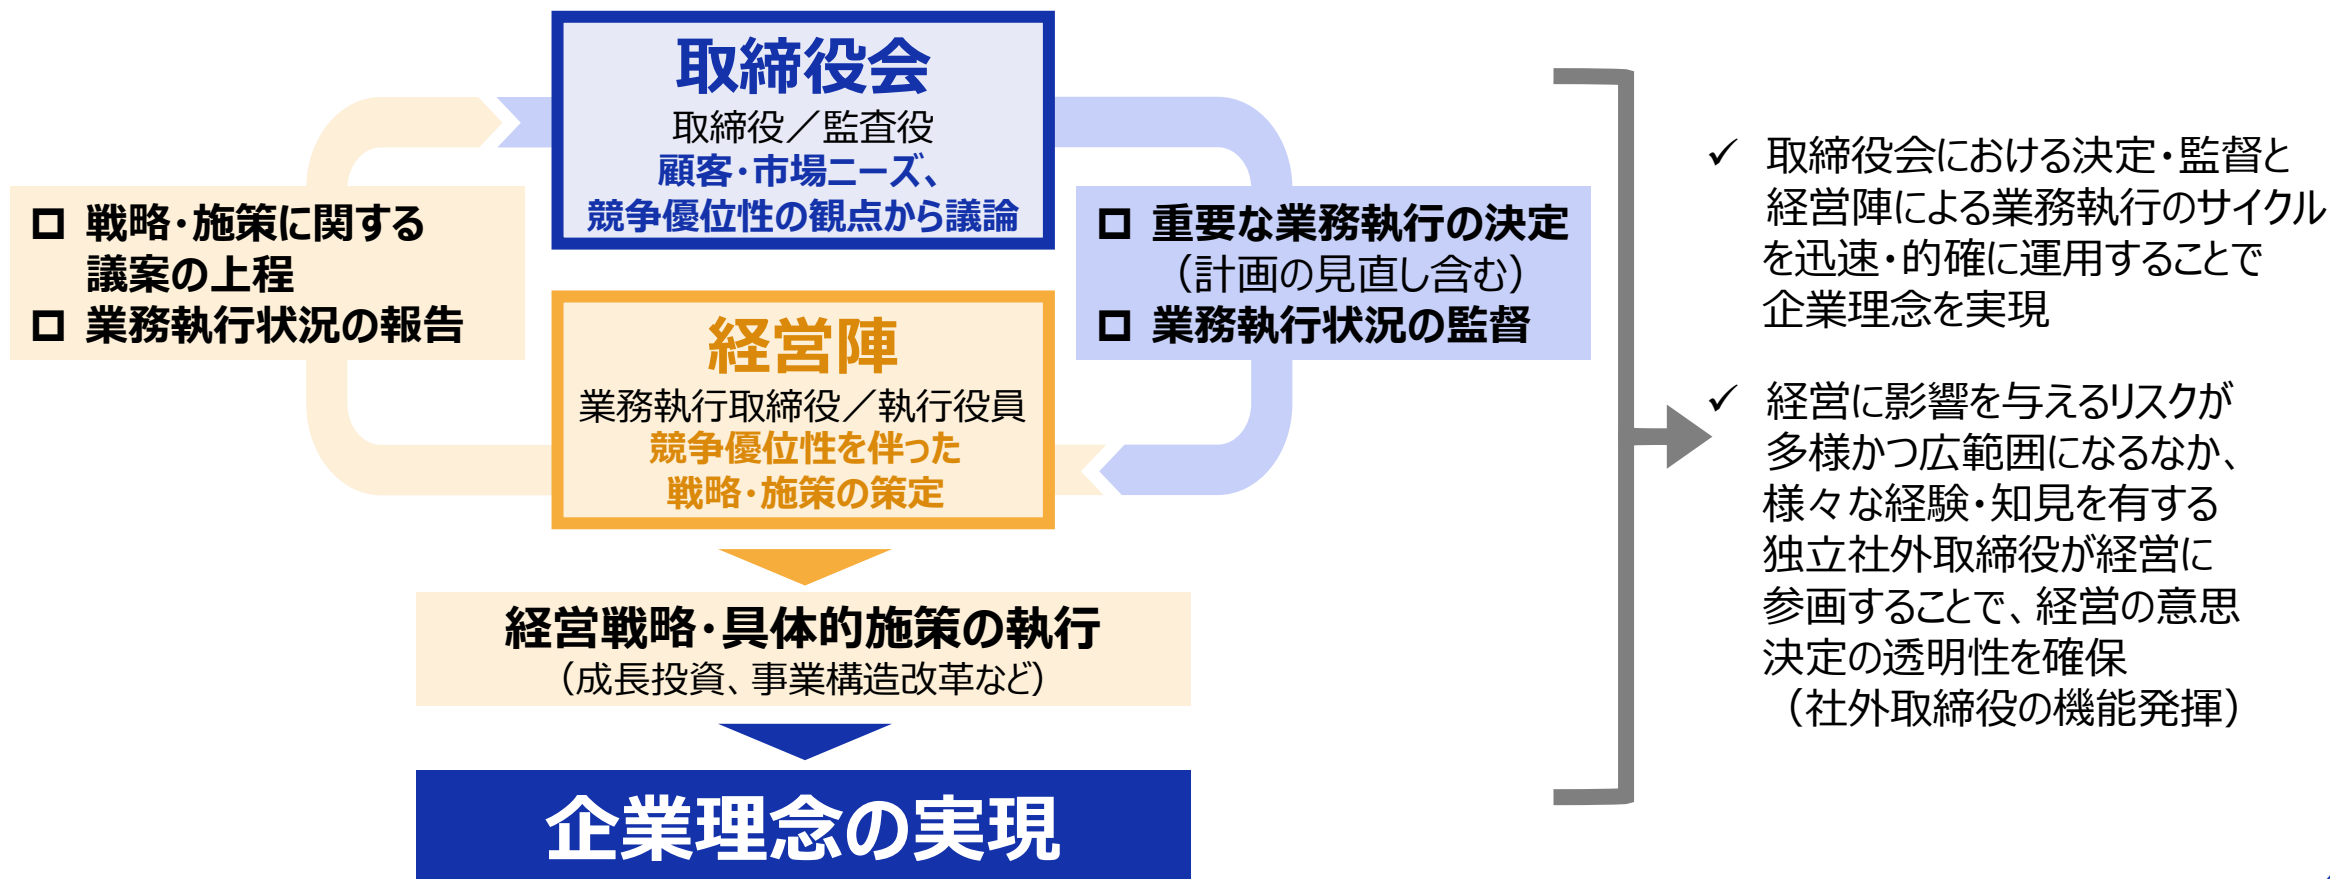 取締役会
取締役／監査役
顧客・市場ニーズ、
競争優位性の観点から議論
□ 戦略・施策に関する
議案の上程
□ 業務執行状況の報告
□ 重要な業務執行の決定
（計画の見直し含む）
□ 業務執行状況の監督
経営陣
業務執行取締役／執行役員
競争優位性を伴った
戦略・施策の策定
経営戦略・具体的施策の執行
（成長投資、事業構造改革など）
企業理念の実現
✓ 取締役会における決定・監督と
経営陣による業務執行のサイクル
を迅速・的確に運用することで
企業理念を実現
✓ 経営に影響を与えるリスクが
多様かつ広範囲になるなか、
様々な経験・知見を有する
独立社外取締役が経営に
参画することで、経営の意思
決定の透明性を確保
（社外取締役の機能発揮）